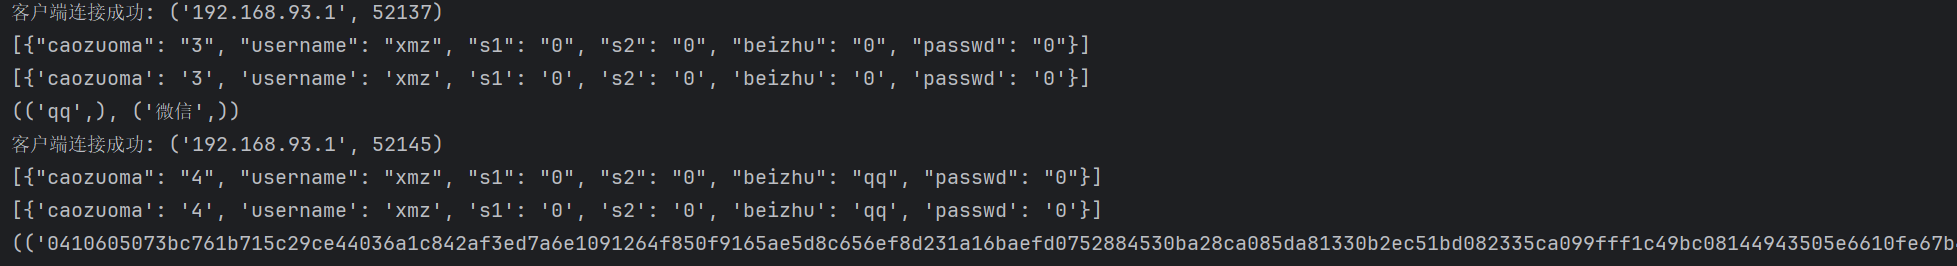 客户端连接成功: ('192.168.93.1', 52137)
[{"caozuoma": "3", "username": "xmz", "s1": "0", "s2": "0", "beizhu": "0", "passwd": "0"}]
[{'caozuoma': '3', 'username': 'xmz', 's1': '0', 's2': '0', 'beizhu': '0', 'passwd': '0'}]
(('qq',), ('微信',))
客户端连接成功: ('192.168.93.1', 52145)
[{"caozuoma": "4", "username": "xmz", "s1": "0", "s2": "0", "beizhu": "qq", "passwd": "0"}]
[{'caozuoma': '4', 'username': 'xmz', 's1': '0', 's2': '0', 'beizhu': 'qq', 'passwd': '0'}]
(('0410605073bc761b715c29ce44036a1c842af3ed7a6e1091264f850f9165ae5d8c656ef8d231a16baefd0752884530ba28ca085da81330b2ec51bd082335ca099fff1c49bc08144943505e6610fe67b